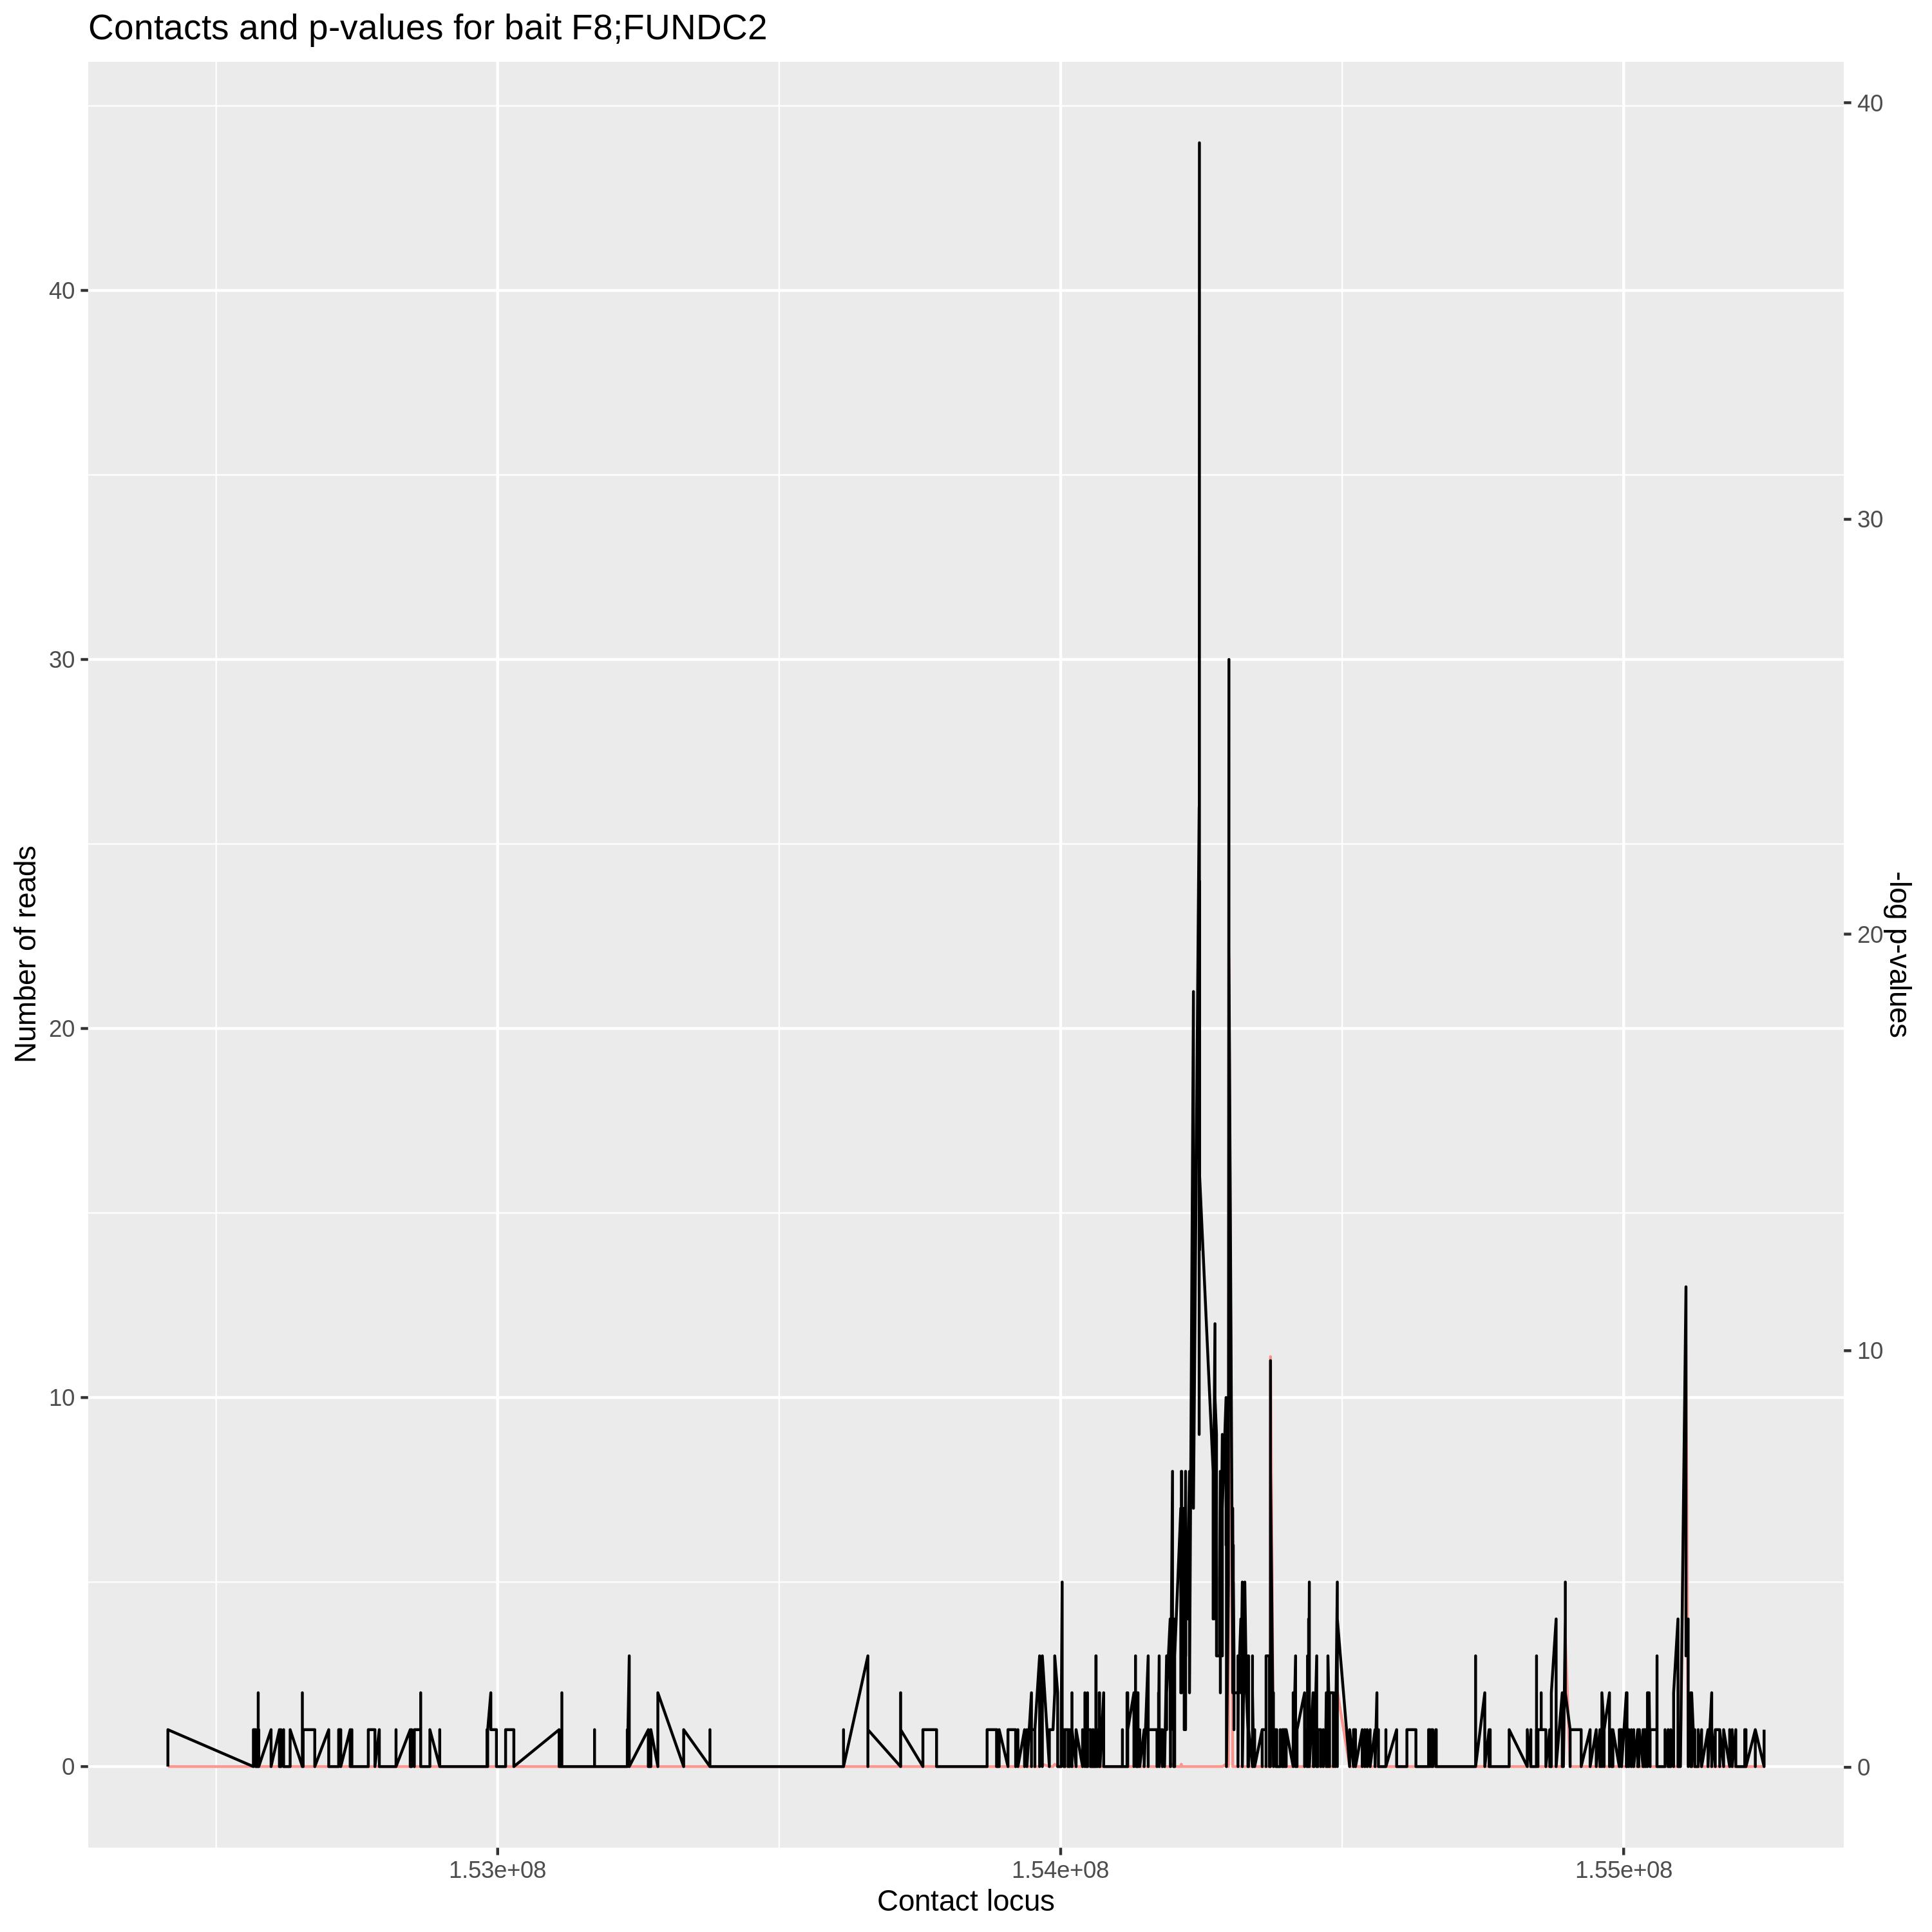 Contacts and p-values for bait F8;FUNDC2
Number of reads
40
30
20
10
0
40
30
20
10
0
-log p-values
1.53e+08 1.54e+08 1.55e+08
Contact locus